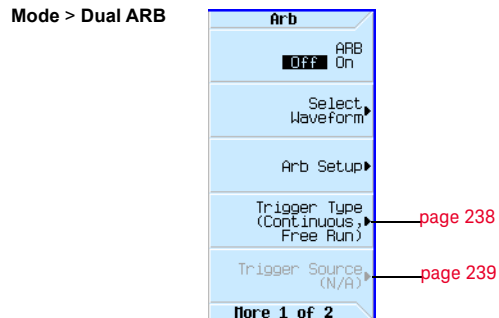 Mode > Dual ARB
Arb
ARB
Off On
Select
Waveform
Arb Setup
Trigger Type
(Continuous,
Free Run)
page 238
Trigger Source
(N/A)
page 239
More 1 of 2